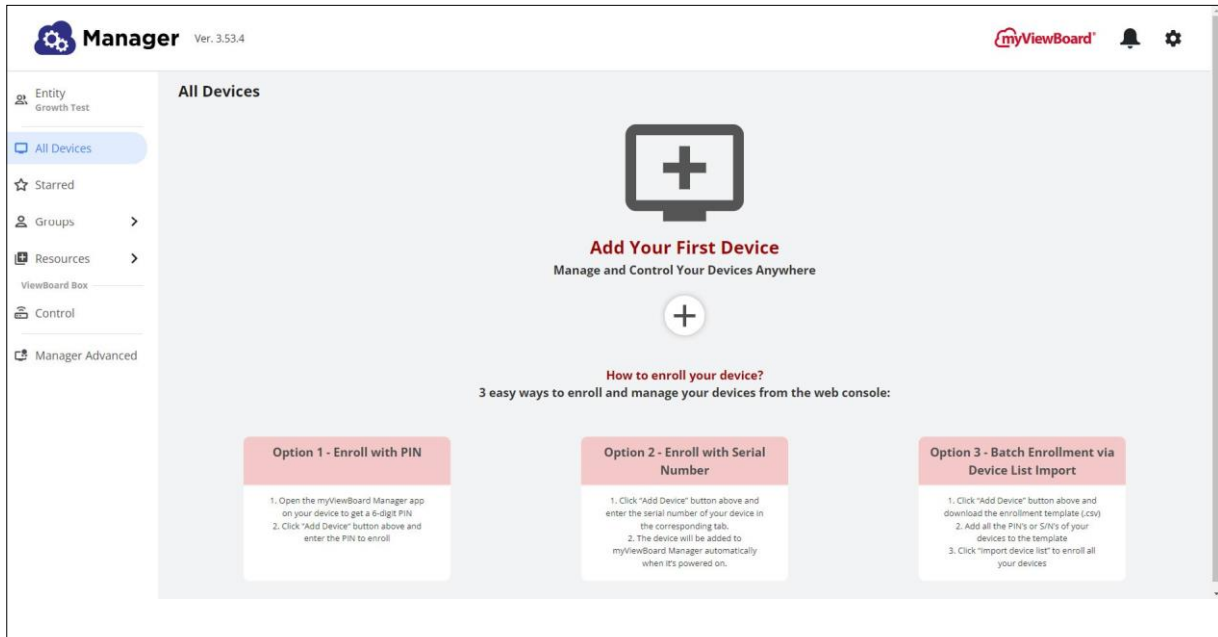 Manager Ver. 3.53.4
myViewBoard®
Entity
Growth Test
All Devices
Starred
Groups
Resources
ViewBoard Box
Control
Manager Advanced
All Devices
Add Your First Device
Manage and Control Your Devices Anywhere
How to enroll your device?
3 easy ways to enroll and manage your devices from the web console:
Option 1 - Enroll with PIN
1. Open the myViewBoard Manager app
on your device to get a 6-digit PIN
2. Click "Add Device" button above and
enter the PIN to enroll
Option 2 - Enroll with Serial
Number
1. Click "Add Device" button above and
enter the serial number of your device in
the corresponding tab.
2. The device will be added to
myViewBoard Manager automatically
when it's powered on.
Option 3 - Batch Enrollment via
Device List Import
1. Click "Add Device" button above and
download the enrollment template (.csv)
2. Add all the PIN's or S/N's of your
devices to the template
3. Click "Import device list" to enroll all
your devices